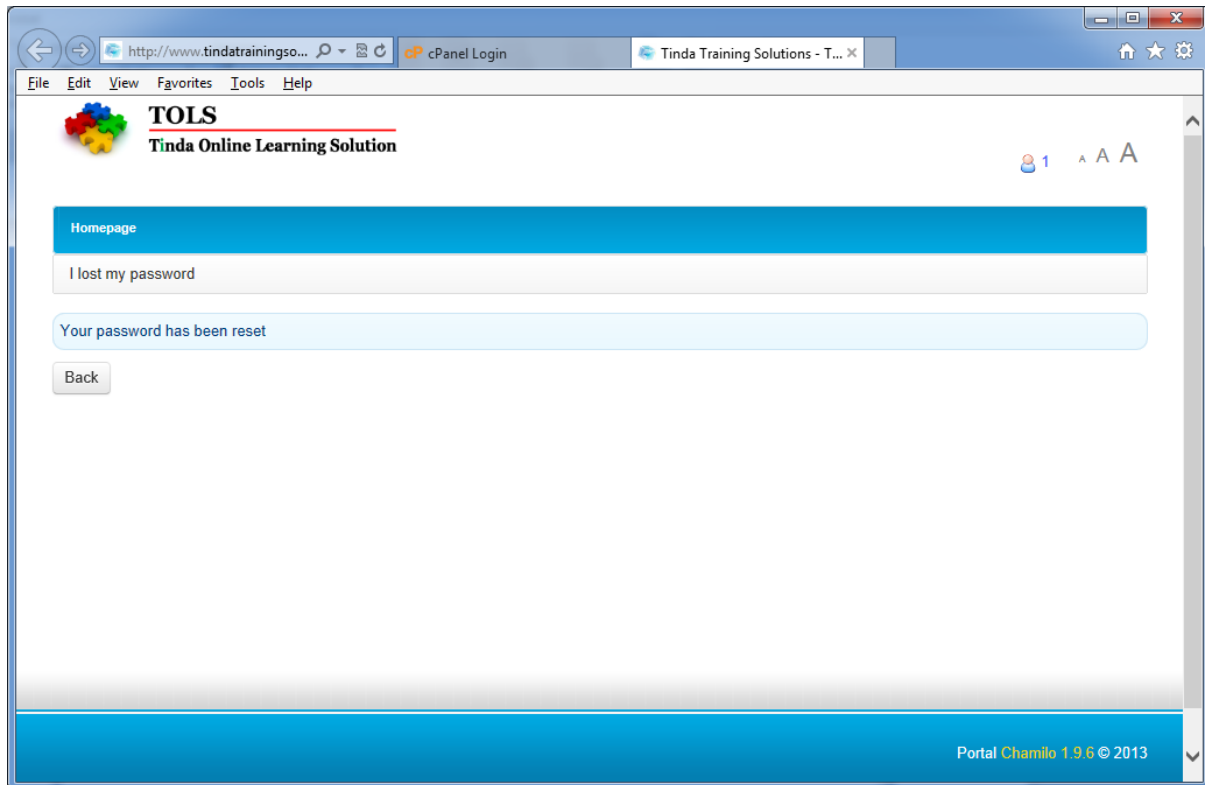 http://www.tindatrainingso...
cP cPanel Login
Tinda Training Solutions - T...
File Edit View Favorites Tools Help
TOLS
Tinda Online Learning Solution
1 A A A
Homepage
I lost my password
Your password has been reset
Back
Portal Chamilo 1.9.6 © 2013